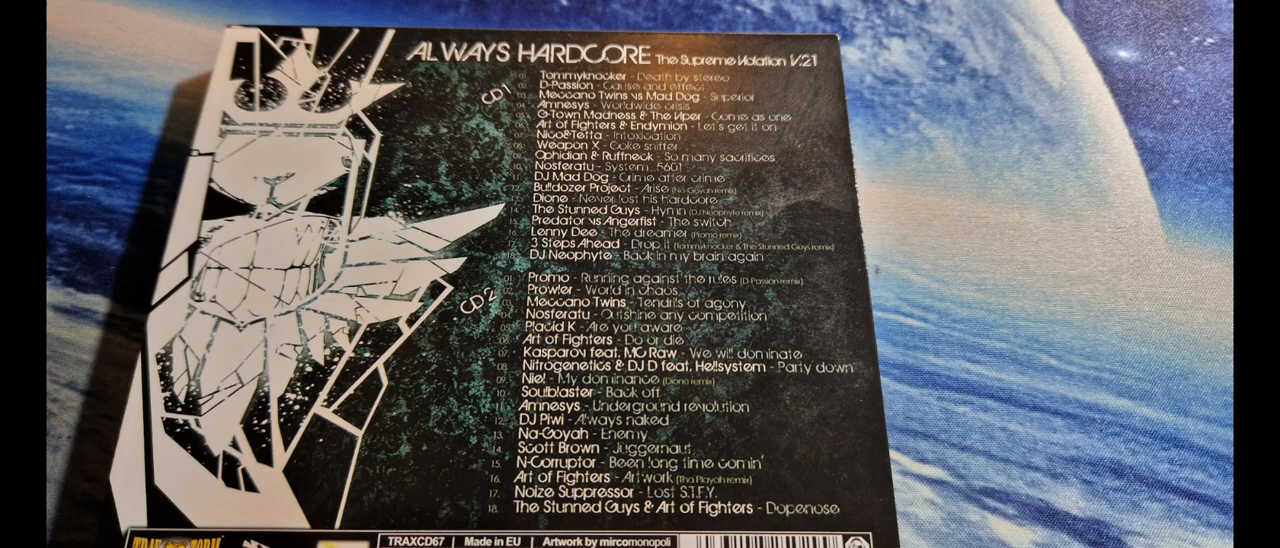 ALWAYS HARDCORE The Supreme Violation V.21
CD1
01. Tommyknocker - Death by stereo
02. D-Passion - Cause and effect
03. Meccano Twins vs Mad Dog - Superior
04. Amnesys - Worldwide crisis
05. G-Town Madness & The Viper - Come as one
06. Art of Fighters & Endymion - Let's get it on
07. Nico&Tetta - Intoxication
08. Weapon X - Coke sniffer
09. Ophidian & Ruffneck - So many sacrifices
10. Nosferatu - System_5601
11. DJ Mad Dog - Crime after crime
12. Bulldozer Project - Arise (Na-Goyah remix)
13. Dione - Never lost his hardcore
14. The Stunned Guys - Hymn (DJ Neophyte remix)
15. Predator vs Angerfist - The switch
16. Lenny Dee - The dreamer (Promo remix)
17. 3 Steps Ahead - Drop it (Tommyknocker & The Stunned Guys remix)
18. DJ Neophyte - Back in my brain again
CD2
01. Promo - Running against the rules (D-Passion remix)
02. Prowler - World in chaos
03. Meccano Twins - Tendrils of agony
04. Nosferatu - Outshine any competition
05. Placid K - Are you aware
06. Art of Fighters - Do or die
07. Kasparov feat. MC Raw - We will dominate
08. Nitrogenetics & DJ D feat. Hellsystem - Party down
09. Niel - My dominance (Dione remix)
10. Soulblaster - Back off
11. Amnesys - Underground revolution
12. DJ Piwi - Always naked
13. Na-Goyah - Enemy
14. Scott Brown - Juggernaut
15. N-Corruptor - Been long time comin'
16. Art of Fighters - Artwork (Tha Playah remix)
17. Noize Suppressor - Lost S.T.F.Y.
18. The Stunned Guys & Art of Fighters - Dopenose
TRAXCD67 | Made in EU | Artwork by mircomonopoli